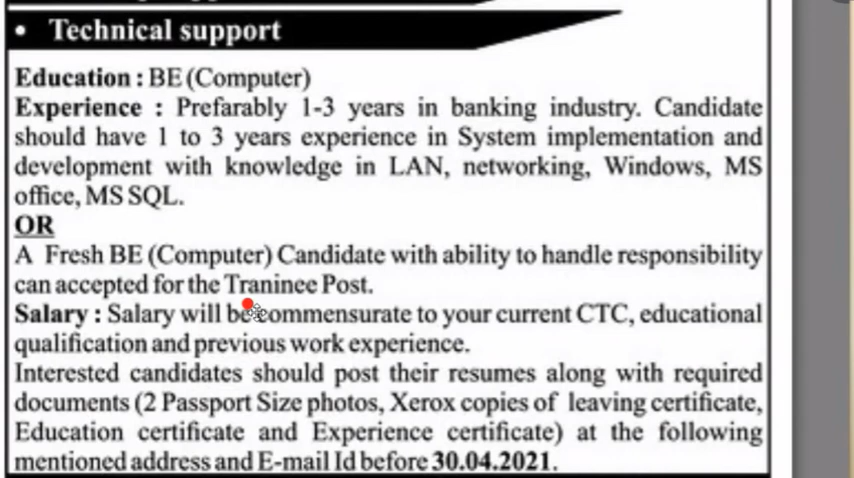 • Technical support
Education : BE (Computer)
Experience : Prefarably 1-3 years in banking industry. Candidate
should have 1 to 3 years experience in System implementation and
development with knowledge in LAN, networking, Windows, MS
office, MS SQL.
OR
A Fresh BE (Computer) Candidate with ability to handle responsibility
can accepted for the Traninee Post.
Salary : Salary will be commensurate to your current CTC, educational
qualification and previous work experience.
Interested candidates should post their resumes along with required
documents (2 Passport Size photos, Xerox copies of leaving certificate,
Education certificate and Experience certificate) at the following
mentioned address and E-mail Id before 30.04.2021.